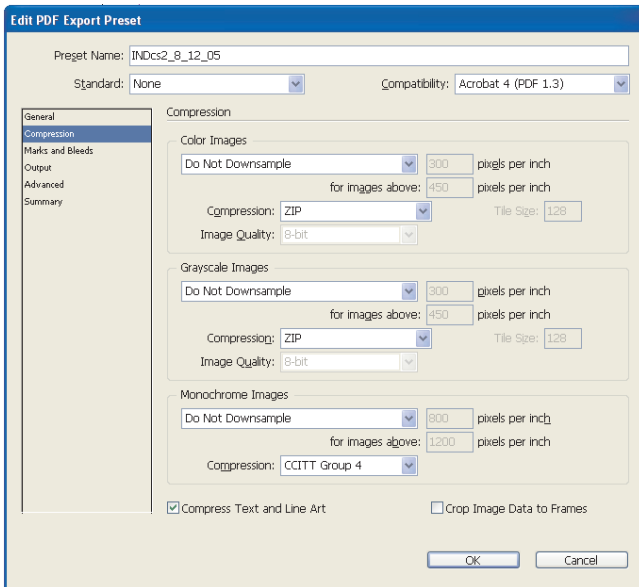 Edit PDF Export Preset
Preset Name: INDcs2_8_12_05
Standard: None Compatibility: Acrobat 4 (PDF 1.3)
General
Compression
Marks and Bleeds
Output
Advanced
Summary
Compression
Color Images
Do Not Downsample 300 pixels per inch
for images above: 450 pixels per inch
Compression: ZIP Tile Size: 128
Image Quality: 8-bit
Grayscale Images
Do Not Downsample 300 pixels per inch
for images above: 450 pixels per inch
Compression: ZIP Tile Size: 128
Image Quality: 8-bit
Monochrome Images
Do Not Downsample 800 pixels per inch
for images above: 1200 pixels per inch
Compression: CCITT Group 4
Compress Text and Line Art Crop Image Data to Frames
OK Cancel